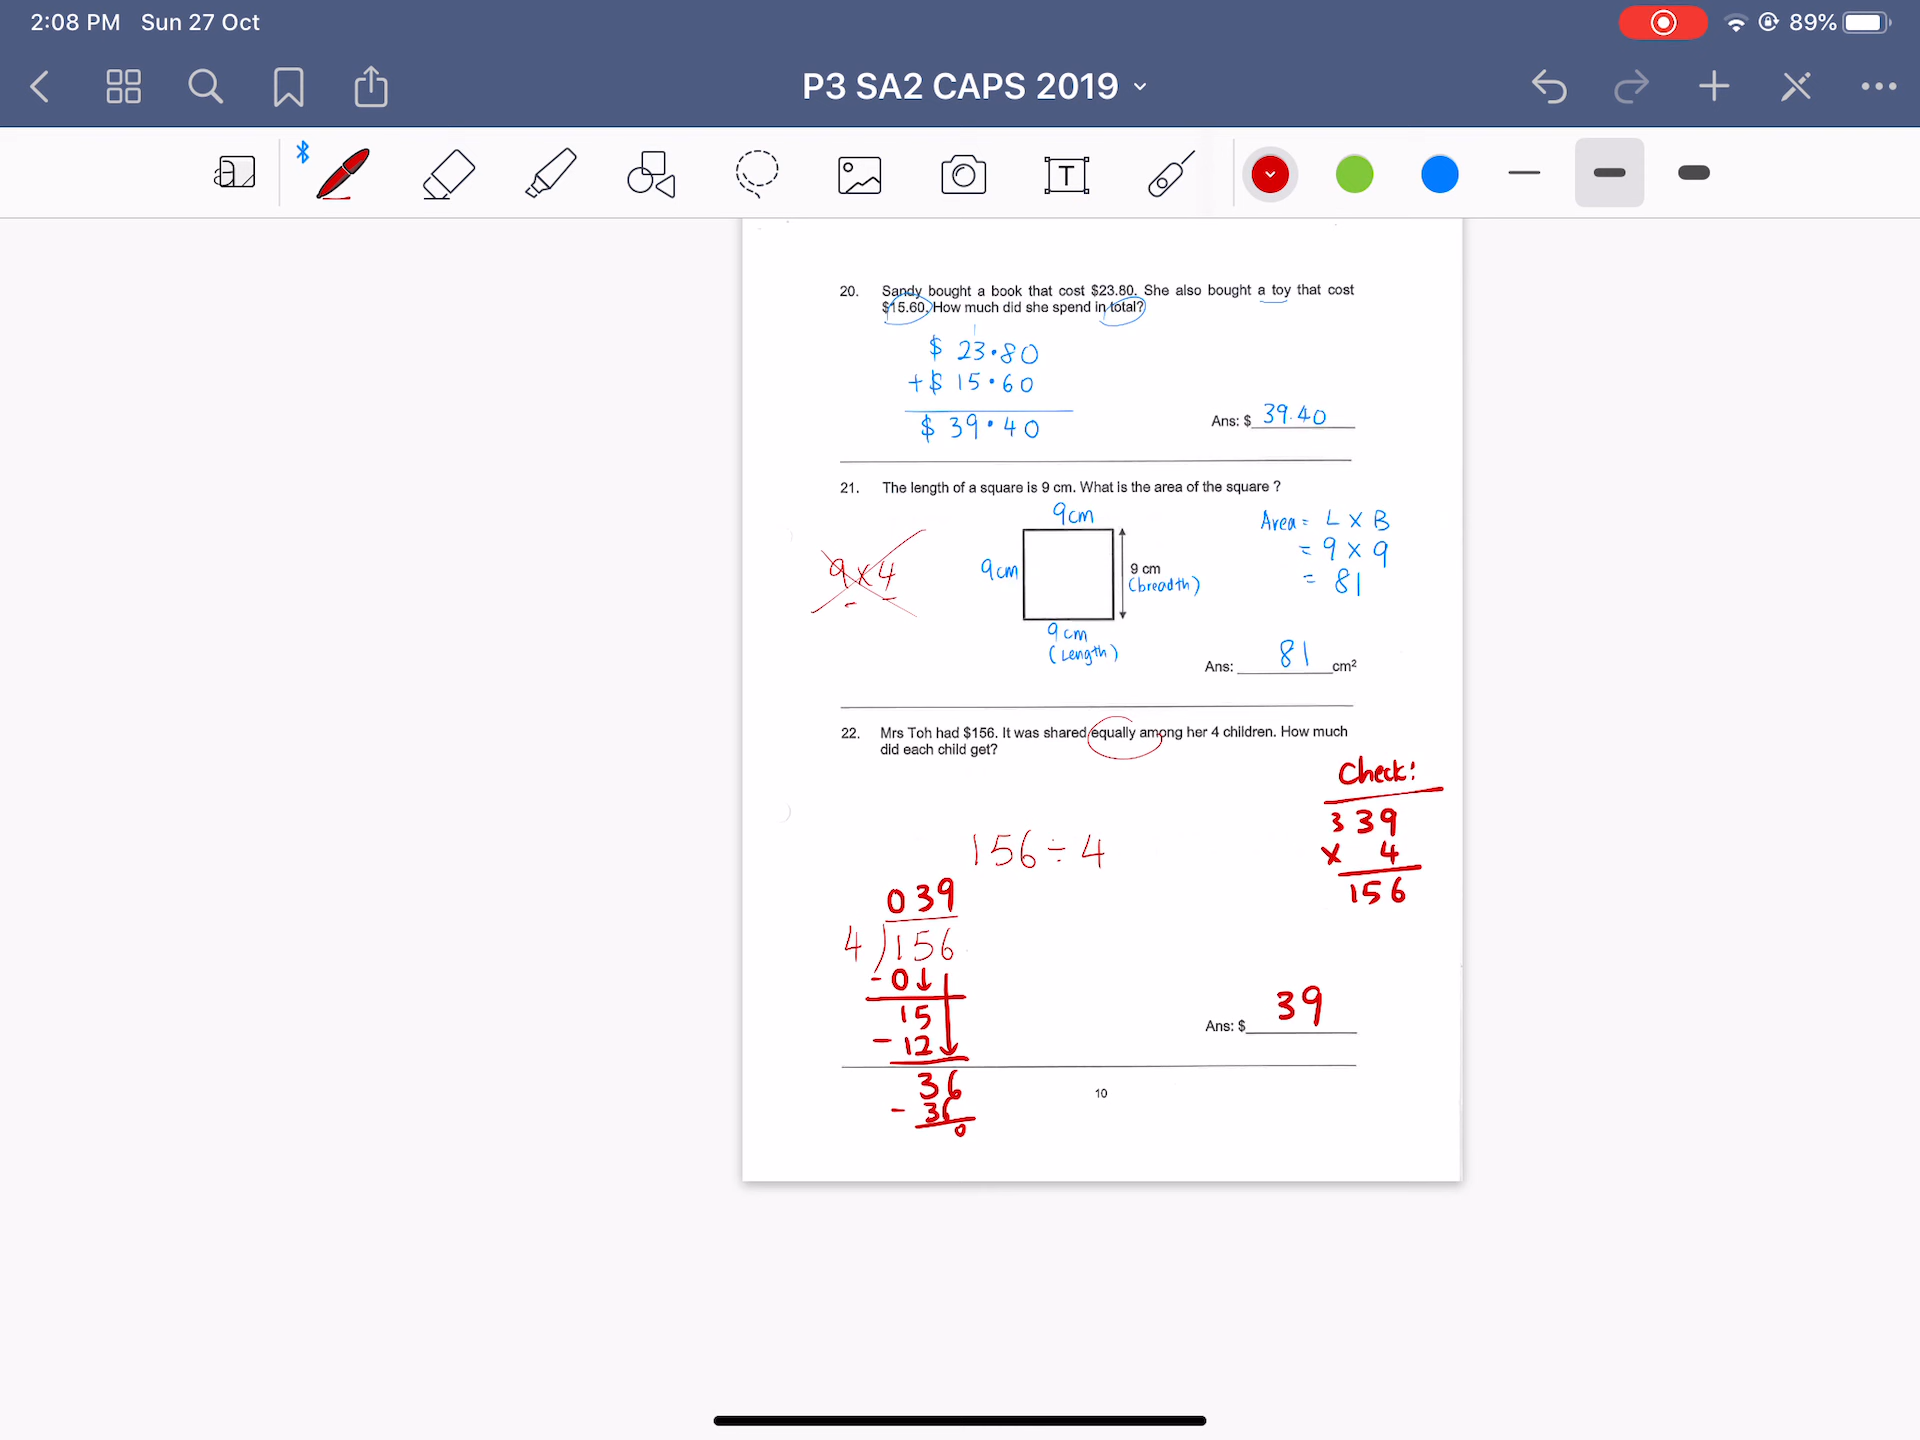 2:08 PM Sun 27 Oct
89%
P3 SA2 CAPS 2019
T
20. Sandy bought a book that cost $23.80. She also bought a toy that cost
$15.60. How much did she spend in total?
1
$ 23.80
+$ 15.60
$ 39.40
Ans: $ 39.40
21. The length of a square is 9 cm. What is the area of the square ?
9cm
Area = L x B
= 9 x 9
= 81
9 x 4
9cm
9 cm
(breadth)
9cm
(Length)
Ans: 81 cm²
22. Mrs Toh had $156. It was shared equally among her 4 children. How much
did each child get?
Check:
3 39
x 4
156
156 ÷ 4
039
4)156
-0
15
-12
36
-36
0
Ans: $ 39
10